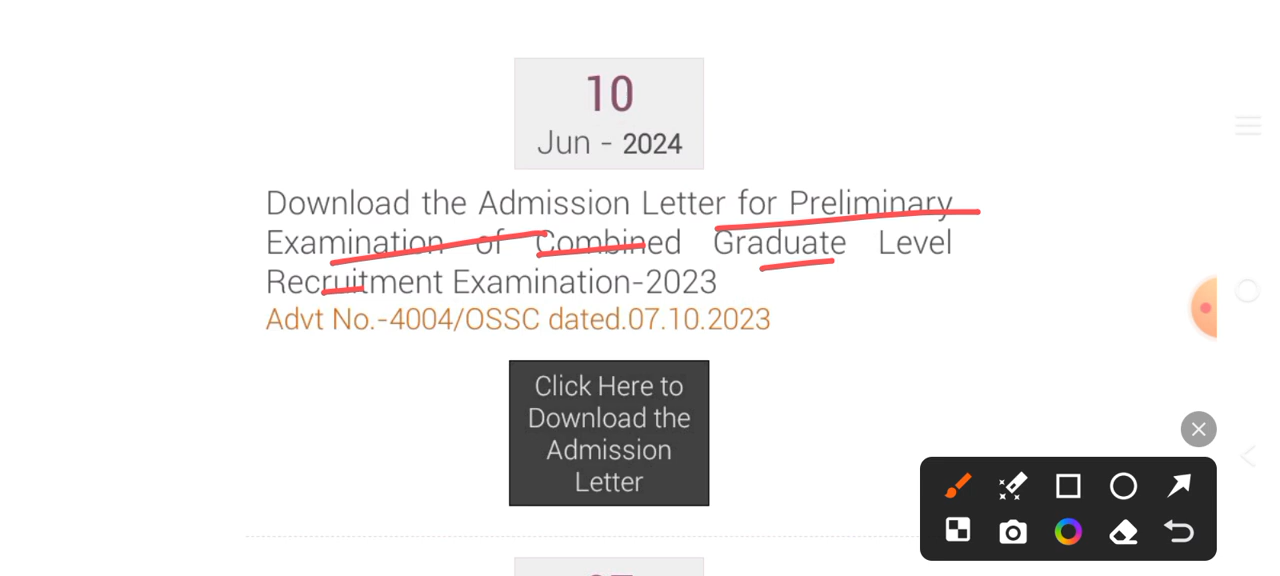 10
Jun - 2024
Download the Admission Letter for Preliminary
Examination of Combined Graduate Level
Recruitment Examination-2023
Advt No.-4004/OSSC dated.07.10.2023
Click Here to
Download the
Admission
Letter